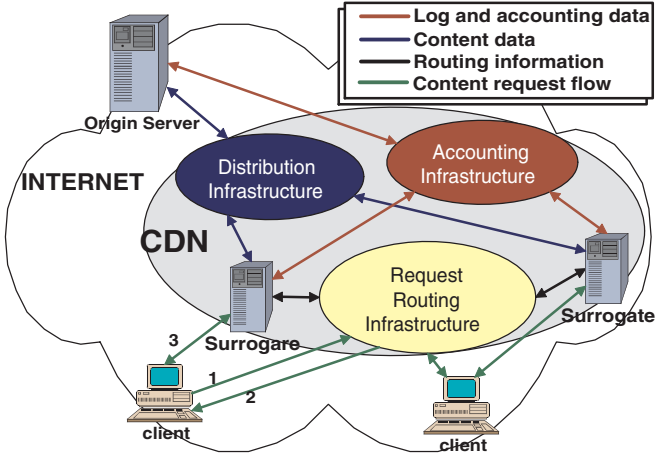 Log and accounting data
Content data
Routing information
Content request flow
Origin Server
INTERNET
Distribution
Infrastructure
Accounting
Infrastructure
CDN
Request
Routing
Infrastructure
Surrogare
Surrogate
3
1
2
client
client